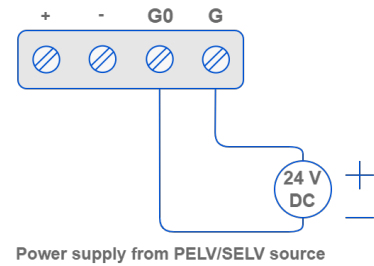 + - G0 G
24 V
DC
+
-
Power supply from PELV/SELV source